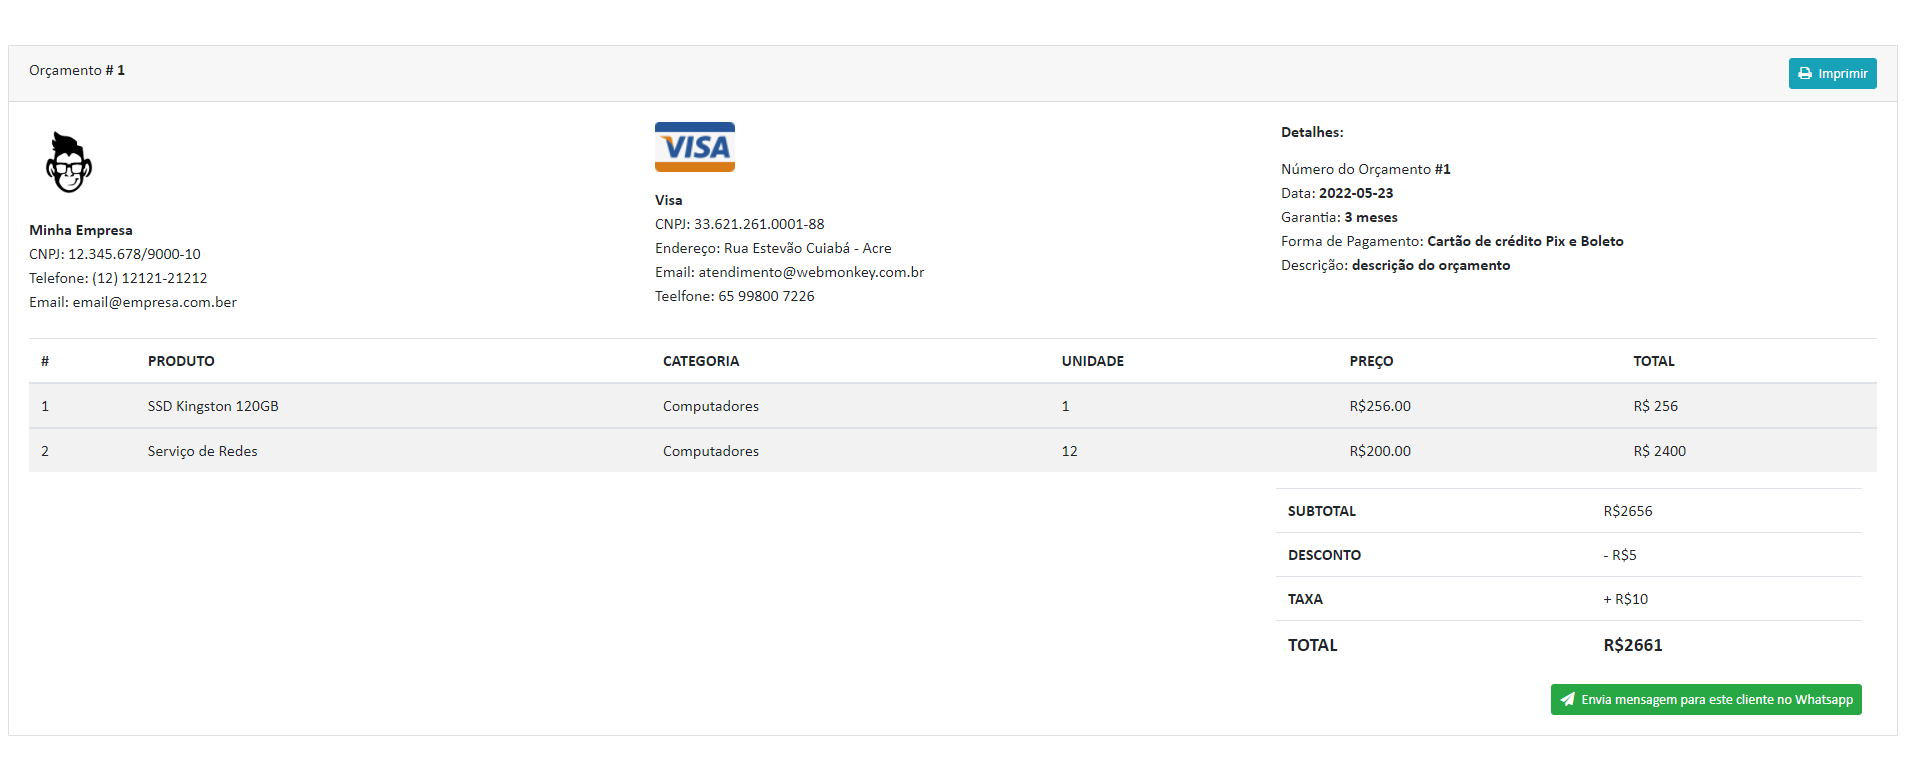 Orçamento # 1
Imprimir
Minha Empresa
CNPJ: 12.345.678/9000-10
Telefone: (12) 12121-21212
Email: email@empresa.com.ber
VISA
Visa
CNPJ: 33.621.261.0001-88
Endereço: Rua Estevão Cuiabá - Acre
Email: atendimento@webmonkey.com.br
Teelfone: 65 99800 7226
Detalhes:
Número do Orçamento #1
Data: 2022-05-23
Garantia: 3 meses
Forma de Pagamento: Cartão de crédito Pix e Boleto
Descrição: descrição do orçamento
# PRODUTO CATEGORIA UNIDADE PREÇO TOTAL
1 SSD Kingston 120GB Computadores 1 R$256.00 R$ 256
2 Serviço de Redes Computadores 12 R$200.00 R$ 2400
SUBTOTAL R$2656
DESCONTO - R$5
TAXA + R$10
TOTAL R$2661
Envia mensagem para este cliente no Whatsapp